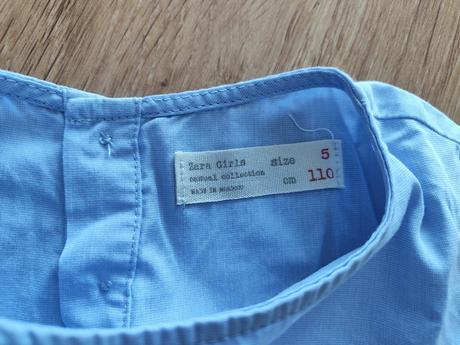 Zara Girls size 5
casual collection
MADE IN MOROCCO cm 110